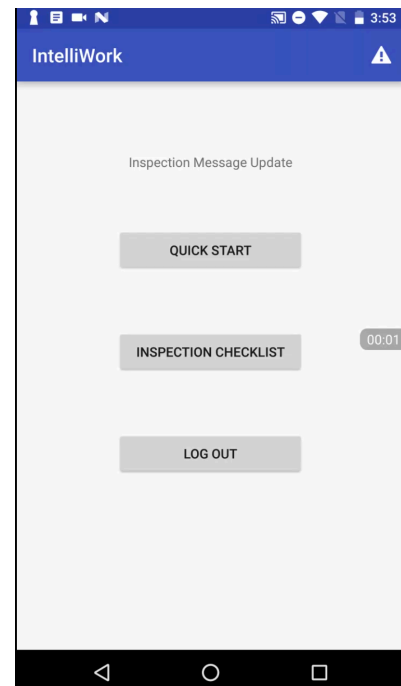 3:53
IntelliWork
Inspection Message Update
QUICK START
00:01
INSPECTION CHECKLIST
LOG OUT